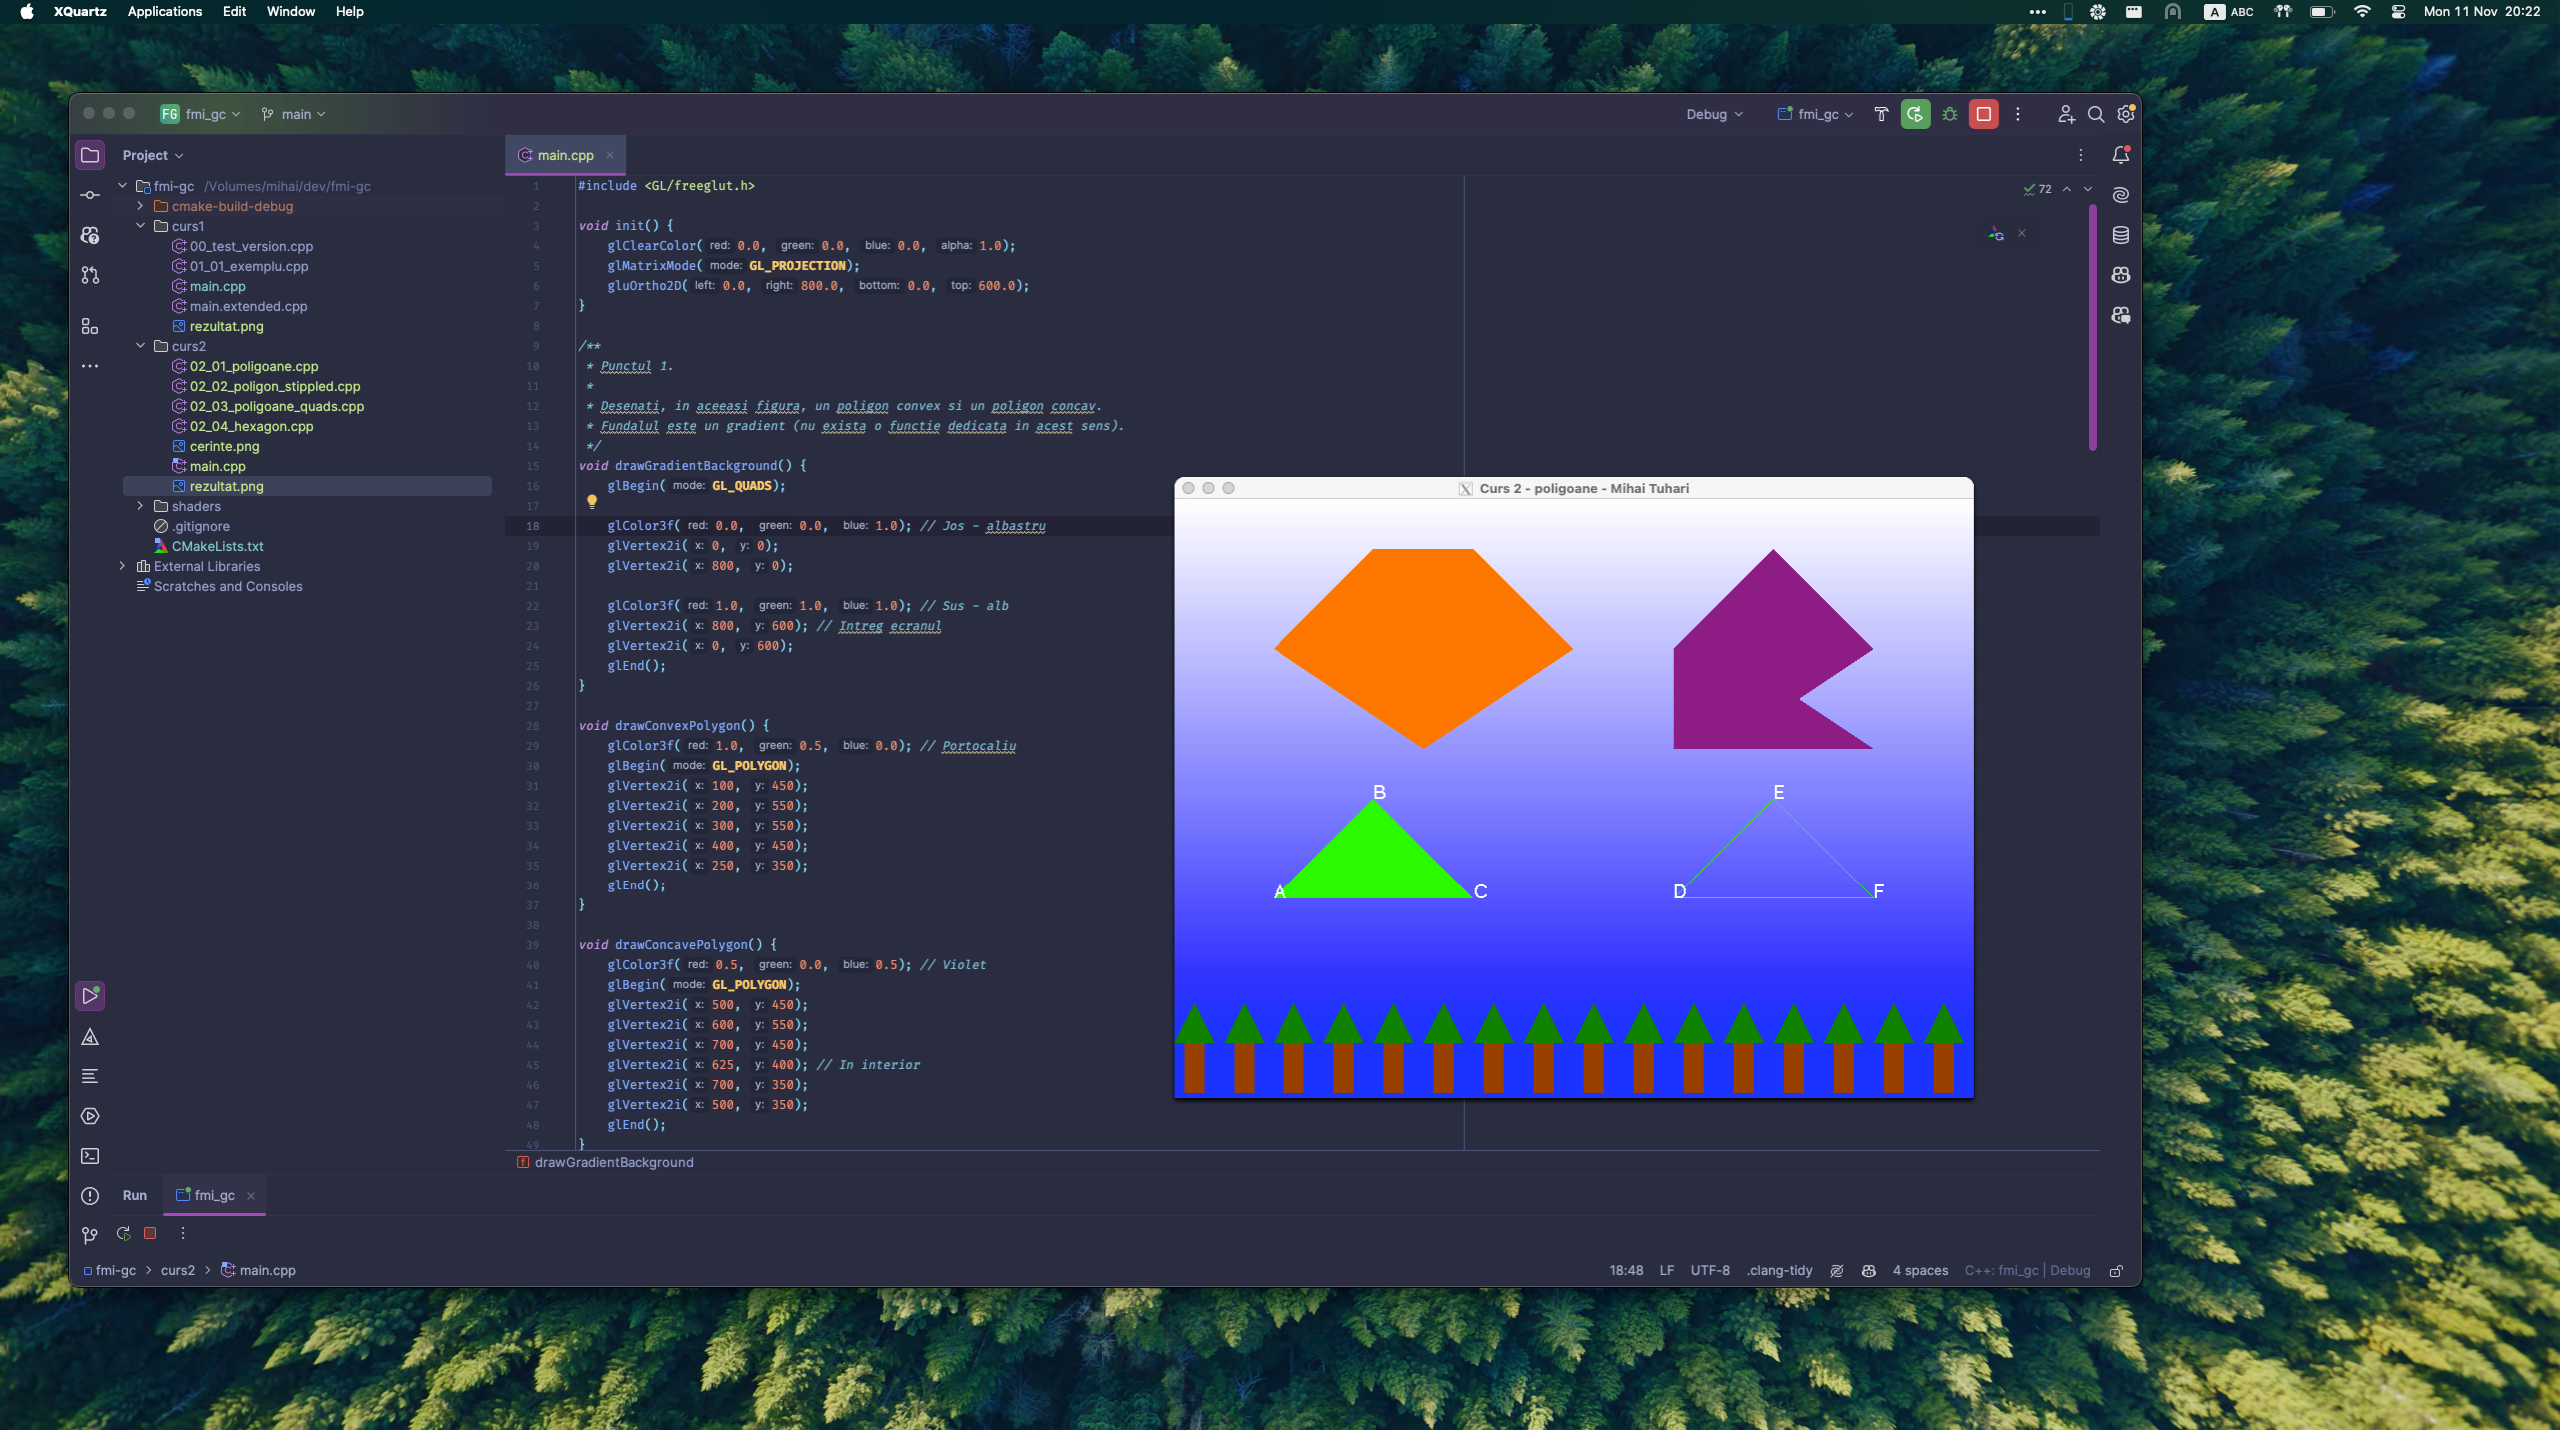 XQuartz Applications Edit Window Help
A ABC Mon 11 Nov 20:22
FG fmi_gc main Debug fmi_gc
Project
main.cpp
fmi-gc /Volumes/mihai/dev/fmi-gc
cmake-build-debug
curs1
00_test_version.cpp
01_01_exemplu.cpp
main.cpp
main.extended.cpp
rezultat.png
curs2
02_01_poligoane.cpp
02_02_poligon_stippled.cpp
02_03_poligoane_quads.cpp
02_04_hexagon.cpp
cerinte.png
main.cpp
rezultat.png
shaders
.gitignore
CMakeLists.txt
External Libraries
Scratches and Consoles
72
1 #include <GL/freeglut.h>
2
3 void init() {
4 glClearColor( red: 0.0, green: 0.0, blue: 0.0, alpha: 1.0);
5 glMatrixMode( mode: GL_PROJECTION);
6 gluOrtho2D( left: 0.0, right: 800.0, bottom: 0.0, top: 600.0);
7 }
8
9 /**
10 * Punctul 1.
11 *
12 * Desenati, in aceeasi figura, un poligon convex si un poligon concav.
13 * Fundalul este un gradient (nu exista o functie dedicata in acest sens).
14 */
15 void drawGradientBackground() {
16 glBegin( mode: GL_QUADS);
17
18 glColor3f( red: 0.0, green: 0.0, blue: 1.0); // Jos - albastru
19 glVertex2i( x: 0, y: 0);
20 glVertex2i( x: 800, y: 0);
21
22 glColor3f( red: 1.0, green: 1.0, blue: 1.0); // Sus - alb
23 glVertex2i( x: 800, y: 600); // Intreg ecranul
24 glVertex2i( x: 0, y: 600);
25 glEnd();
26 }
27
28 void drawConvexPolygon() {
29 glColor3f( red: 1.0, green: 0.5, blue: 0.0); // Portocaliu
30 glBegin( mode: GL_POLYGON);
31 glVertex2i( x: 100, y: 450);
32 glVertex2i( x: 200, y: 550);
33 glVertex2i( x: 300, y: 550);
34 glVertex2i( x: 400, y: 450);
35 glVertex2i( x: 250, y: 350);
36 glEnd();
37 }
38
39 void drawConcavePolygon() {
40 glColor3f( red: 0.5, green: 0.0, blue: 0.5); // Violet
41 glBegin( mode: GL_POLYGON);
42 glVertex2i( x: 500, y: 450);
43 glVertex2i( x: 600, y: 550);
44 glVertex2i( x: 700, y: 450);
45 glVertex2i( x: 625, y: 400); // In interior
46 glVertex2i( x: 700, y: 350);
47 glVertex2i( x: 500, y: 350);
48 glEnd();
49 }
Curs 2 - poligoane - Mihai Tuhari
B E
A C D F
drawGradientBackground
Run fmi_gc
fmi-gc curs2 main.cpp
18:48 LF UTF-8 .clang-tidy 4 spaces C++: fmi_gc | Debug